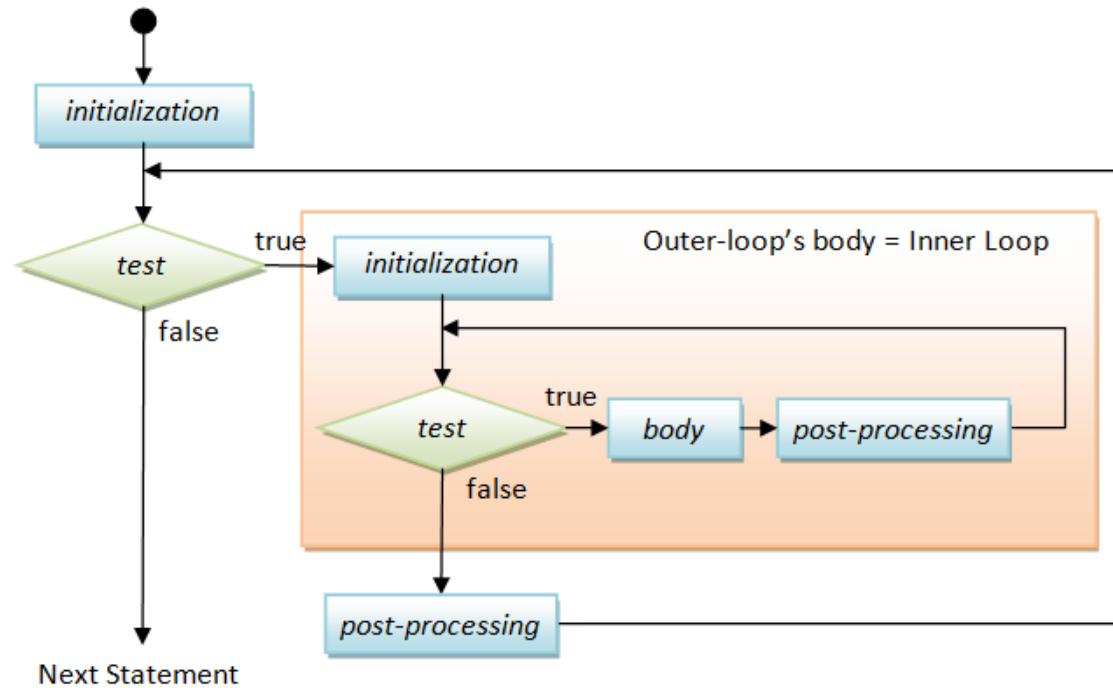 initialization
test
true
false
Outer-loop's body = Inner Loop
initialization
test
true
body
post-processing
false
post-processing
Next Statement